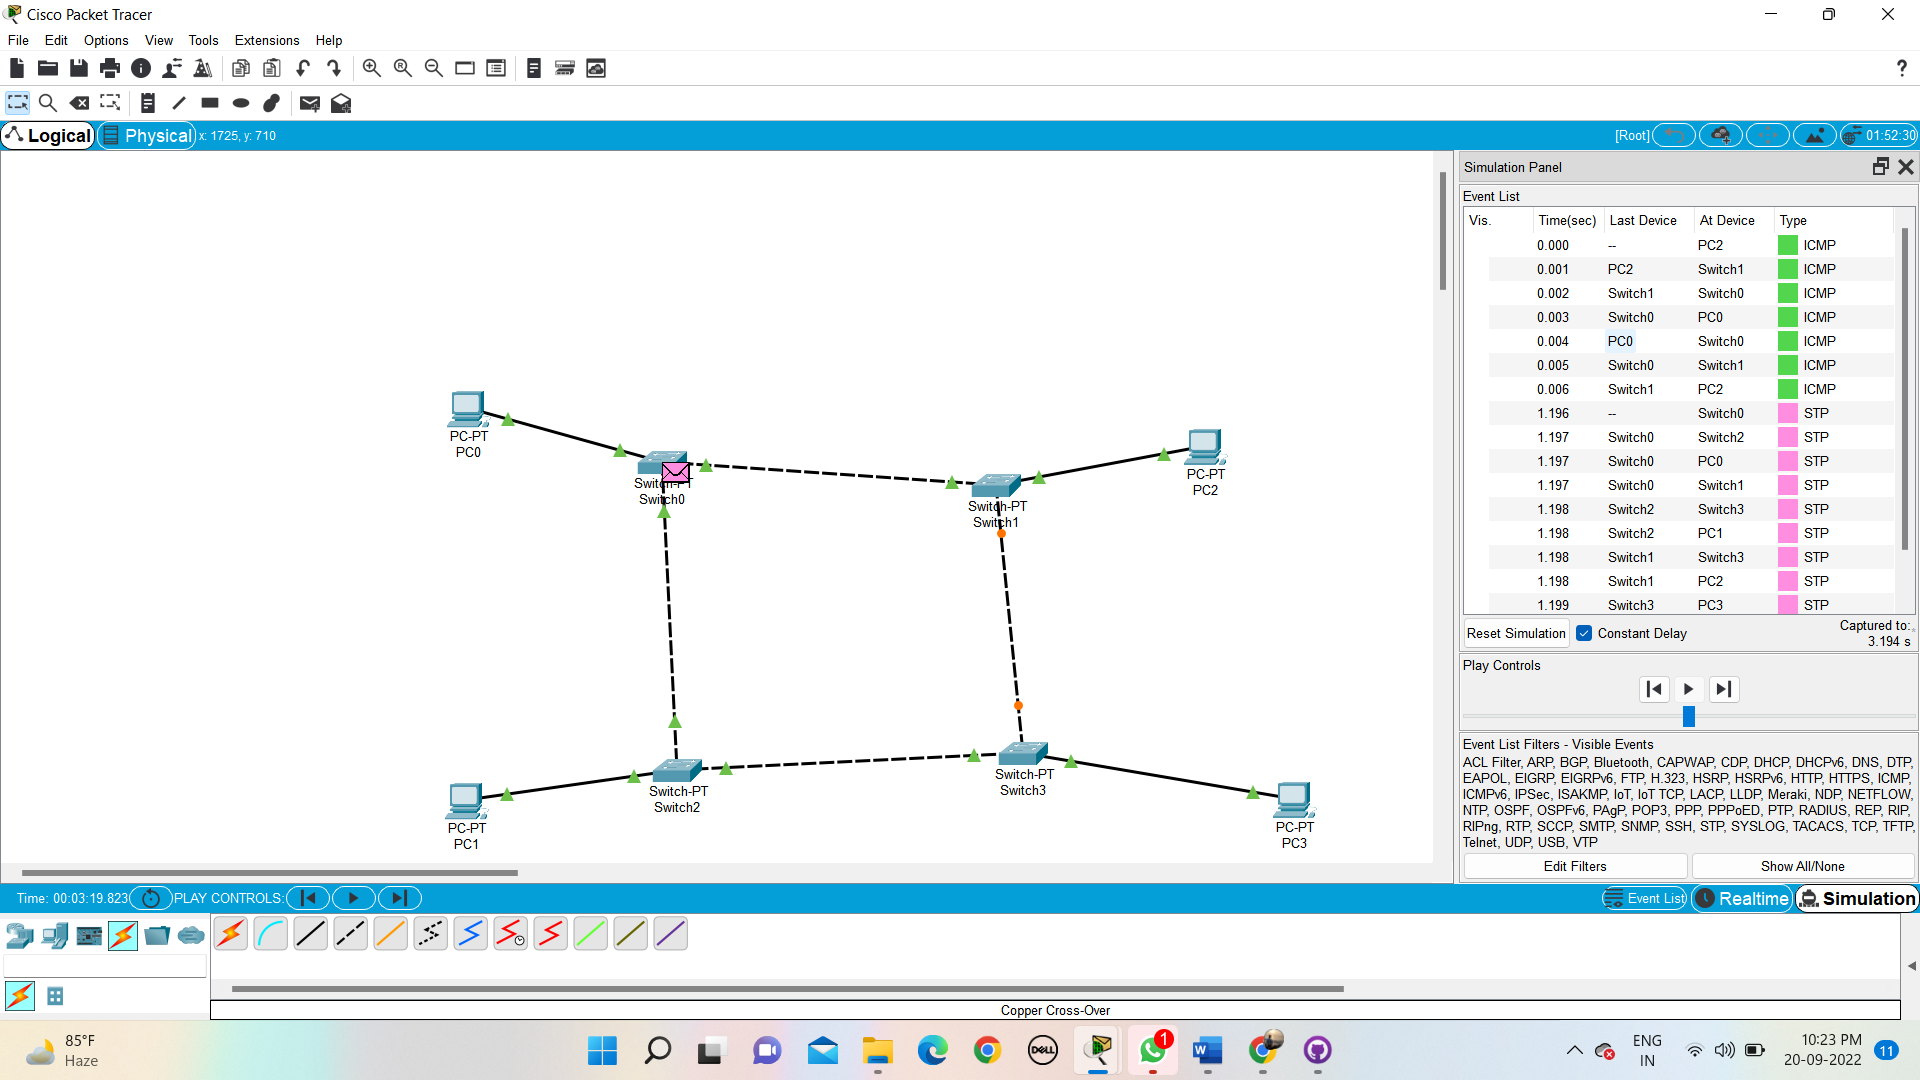 Cisco Packet Tracer
File Edit Options View Tools Extensions Help
?
Logical Physical x: 1725, y: 710
[Root] 01:52:30
Simulation Panel
Event List
Vis. Time(sec) Last Device At Device Type
0.000 -- PC2 ICMP
0.001 PC2 Switch1 ICMP
0.002 Switch1 Switch0 ICMP
0.003 Switch0 PC0 ICMP
0.004 PC0 Switch0 ICMP
0.005 Switch0 Switch1 ICMP
0.006 Switch1 PC2 ICMP
1.196 -- Switch0 STP
1.197 Switch0 Switch2 STP
1.197 Switch0 PC0 STP
1.197 Switch0 Switch1 STP
1.198 Switch2 Switch3 STP
1.198 Switch2 PC1 STP
1.198 Switch1 Switch3 STP
1.198 Switch1 PC2 STP
1.199 Switch3 PC3 STP
Reset Simulation Constant Delay Captured to:
3.194 s
Play Controls
Event List Filters - Visible Events
ACL Filter, ARP, BGP, Bluetooth, CAPWAP, CDP, DHCP, DHCPv6, DNS, DTP,
EAPOL, EIGRP, EIGRPv6, FTP, H.323, HSRP, HSRPv6, HTTP, HTTPS, ICMP,
ICMPv6, IPSec, ISAKMP, IoT, IoT TCP, LACP, LLDP, Meraki, NDP, NETFLOW,
NTP, OSPF, OSPFv6, PAgP, POP3, PPP, PPPoED, PTP, RADIUS, REP, RIP,
RIPng, RTP, SCCP, SMTP, SNMP, SSH, STP, SYSLOG, TACACS, TCP, TFTP,
Telnet, UDP, USB, VTP
Edit Filters Show All/None
PC-PT
PC0
Switch-PT
Switch0
Switch-PT
Switch1
PC-PT
PC2
PC-PT
PC1
Switch-PT
Switch2
Switch-PT
Switch3
PC-PT
PC3
Time: 00:03:19.823 PLAY CONTROLS:
Event List Realtime Simulation
Copper Cross-Over
85°F
Haze
DELL
1
ENG
IN
10:23 PM
20-09-2022
11